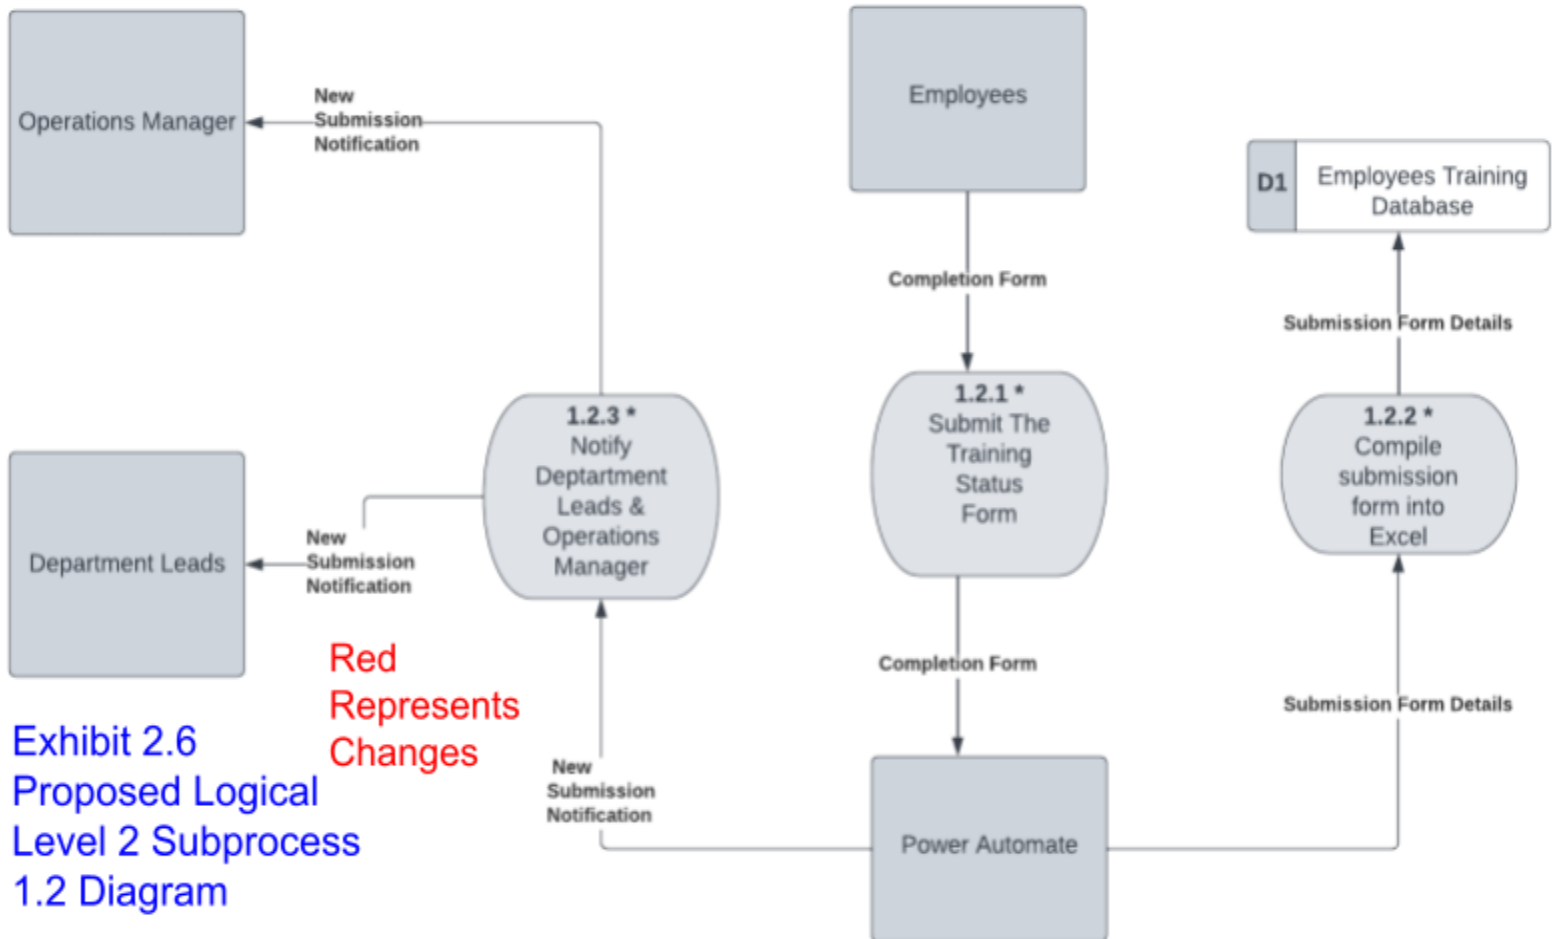 Operations Manager
New
Submission
Notification
Employees
D1
Employees Training
Database
Completion Form
Submission Form Details
1.2.3 *
Notify
Deptartment
Leads &
Operations
Manager
1.2.1 *
Submit The
Training
Status
Form
1.2.2 *
Compile
submission
form into
Excel
Department Leads
New
Submission
Notification
Red
Represents
Changes
Completion Form
Submission Form Details
Exhibit 2.6
Proposed Logical
Level 2 Subprocess
1.2 Diagram
New
Submission
Notification
Power Automate